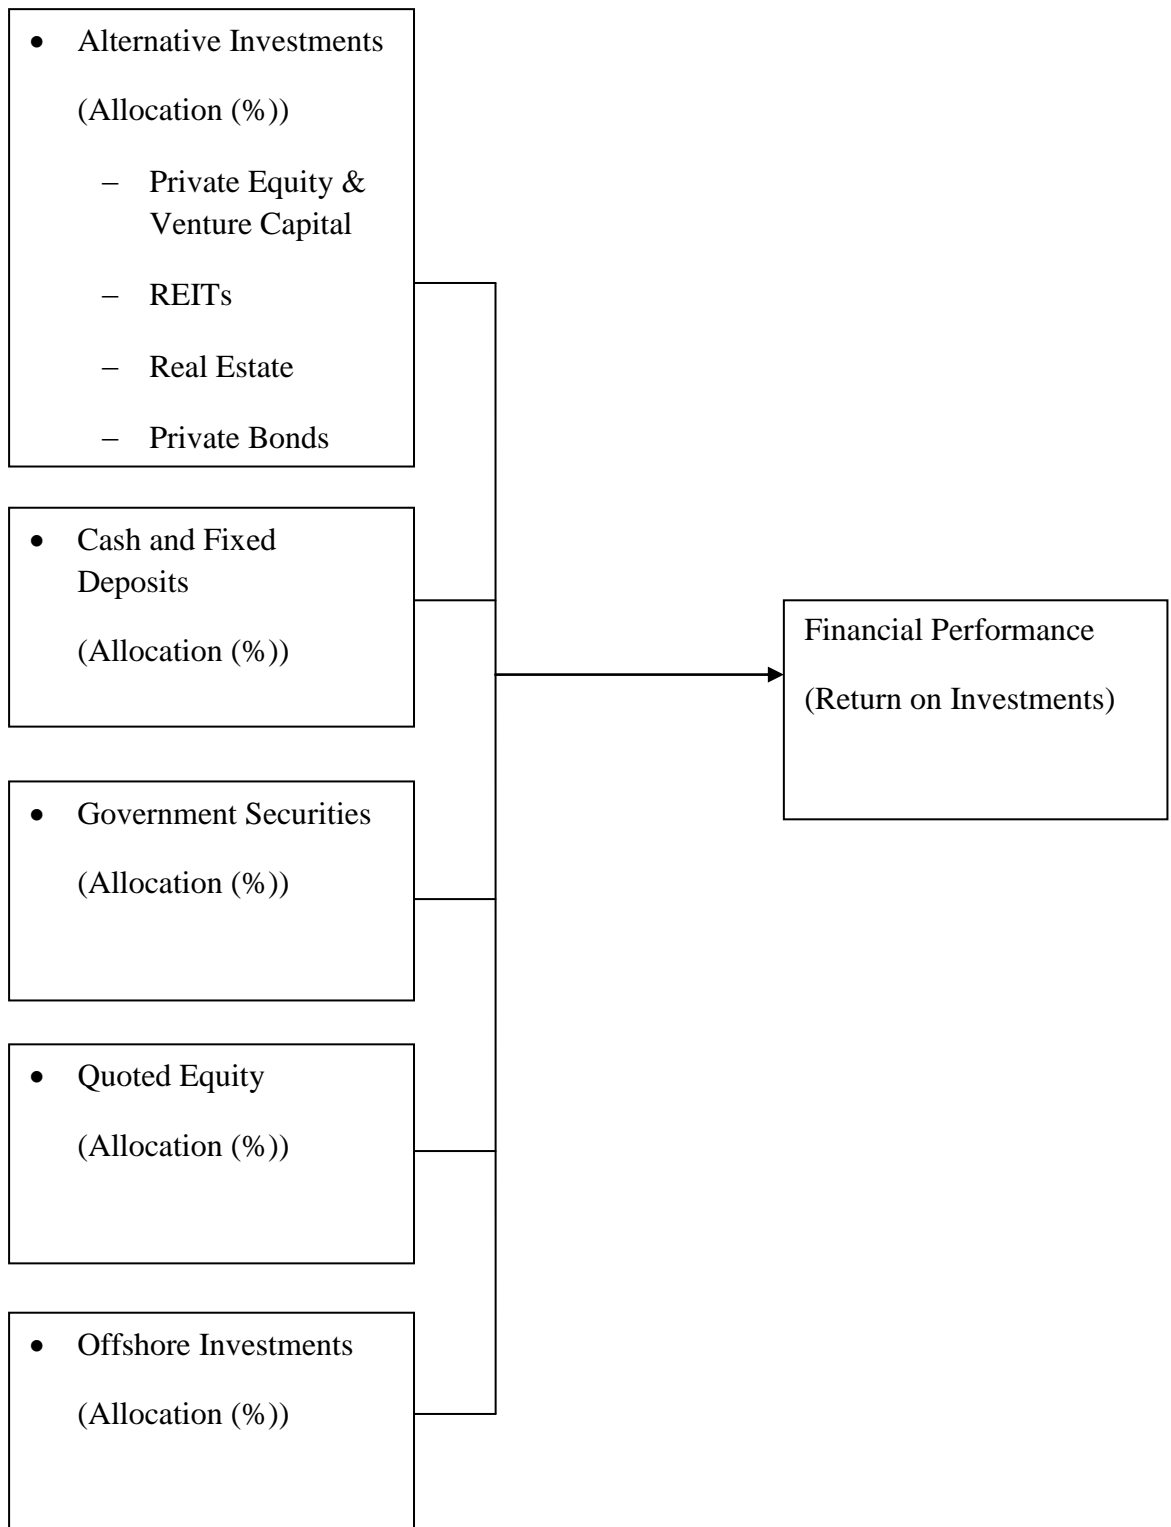 • Alternative Investments
(Allocation (%))
– Private Equity &
Venture Capital
– REITs
– Real Estate
– Private Bonds
• Cash and Fixed
Deposits
(Allocation (%))
Financial Performance
(Return on Investments)
• Government Securities
(Allocation (%))
• Quoted Equity
(Allocation (%))
• Offshore Investments
(Allocation (%))